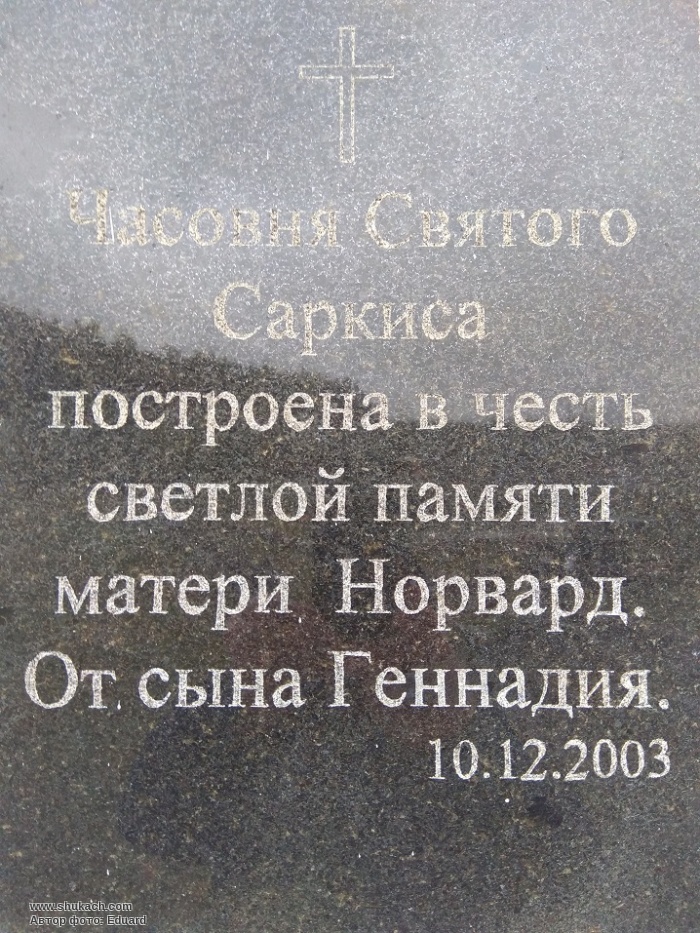 Часовня Святого
Саркиса
построена в честь
светлой памяти
матери Норвард.
От сына Геннадия.
10.12.2003
www.shukach.com
Автор фото: Eduard